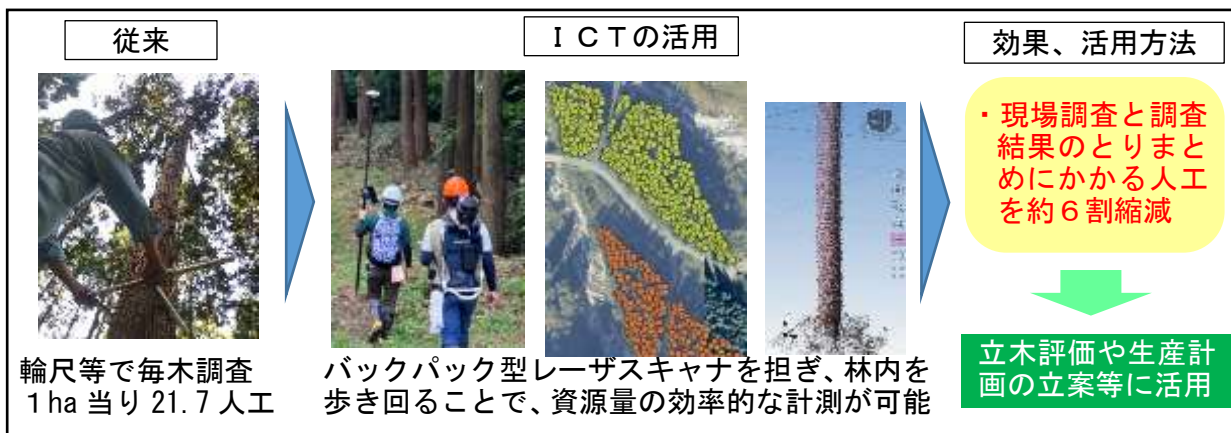 従来
輪尺等で毎木調査
１ha 当り 21.7 人工
ＩＣＴの活用
バックパック型レーザスキャナを担ぎ、林内を
歩き回ることで、資源量の効率的な計測が可能
効果、活用方法
・現場調査と調査
結果のとりまと
めにかかる人工
を約６割縮減
立木評価や生産計
画の立案等に活用